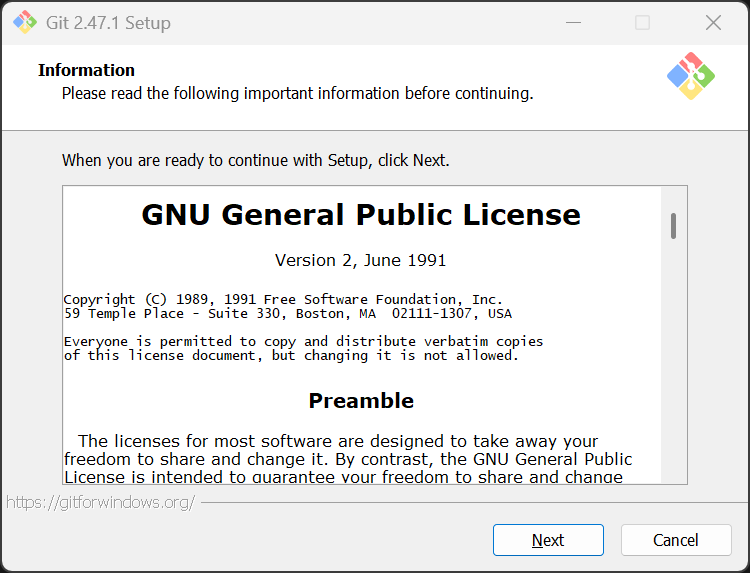 Git 2.47.1 Setup
Information
Please read the following important information before continuing.
When you are ready to continue with Setup, click Next.
GNU General Public License
Version 2, June 1991
Copyright (C) 1989, 1991 Free Software Foundation, Inc.
59 Temple Place - Suite 330, Boston, MA  02111-1307, USA
Everyone is permitted to copy and distribute verbatim copies
of this license document, but changing it is not allowed.
Preamble
The licenses for most software are designed to take away your
freedom to share and change it. By contrast, the GNU General Public
License is intended to guarantee your freedom to share and change
https://gitforwindows.org/
Next
Cancel